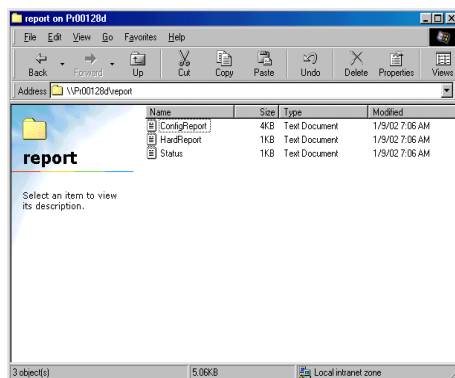 report on Pr00128d
File Edit View Go Favorites Help
Back Forward Up Cut Copy Paste Undo Delete Properties Views
Address \\Pr00128d\report
Name Size Type Modified
ConfigReport 4KB Text Document 1/9/02 7:06 AM
HardReport 1KB Text Document 1/9/02 7:06 AM
Status 1KB Text Document 1/9/02 7:06 AM
report
Select an item to view
its description.
3 object(s) 5.06KB Local intranet zone